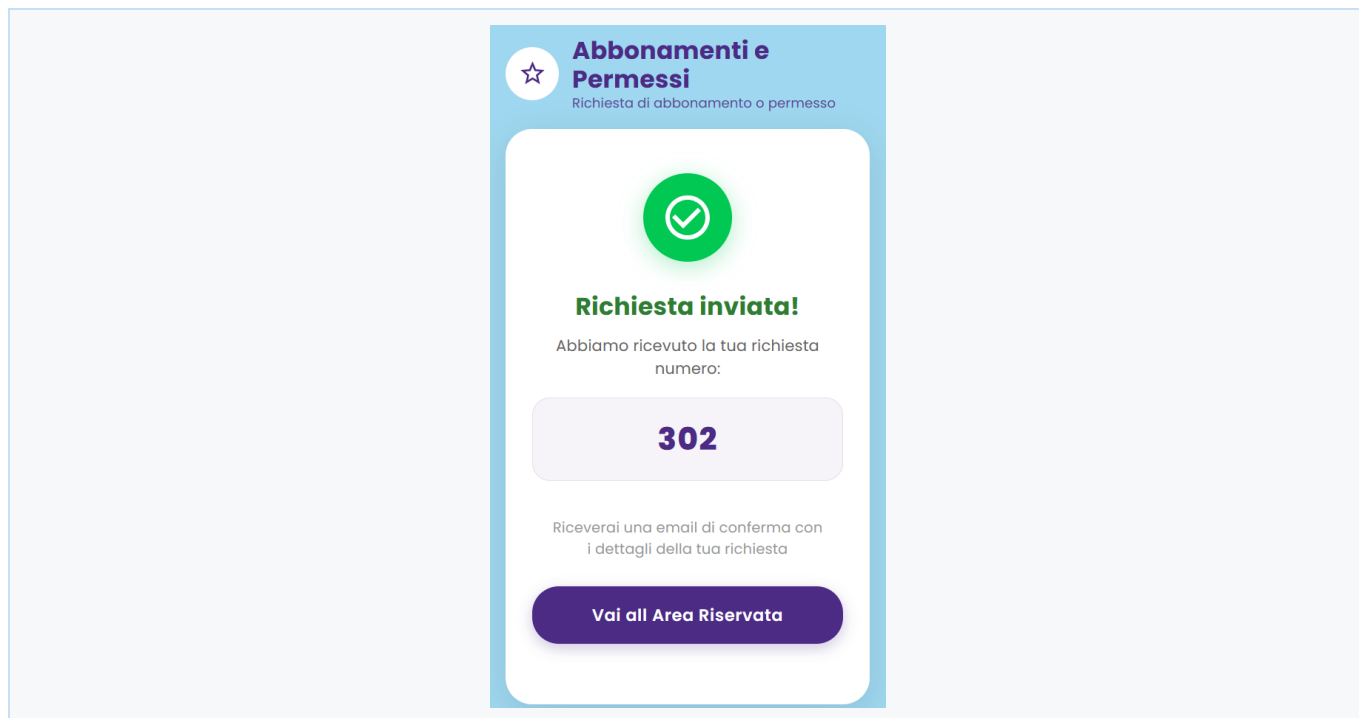 Abbonamenti e
Permessi
Richiesta di abbonamento o permesso
Richiesta inviata!
Abbiamo ricevuto la tua richiesta
numero:
302
Riceverai una email di conferma con
i dettagli della tua richiesta
Vai all Area Riservata